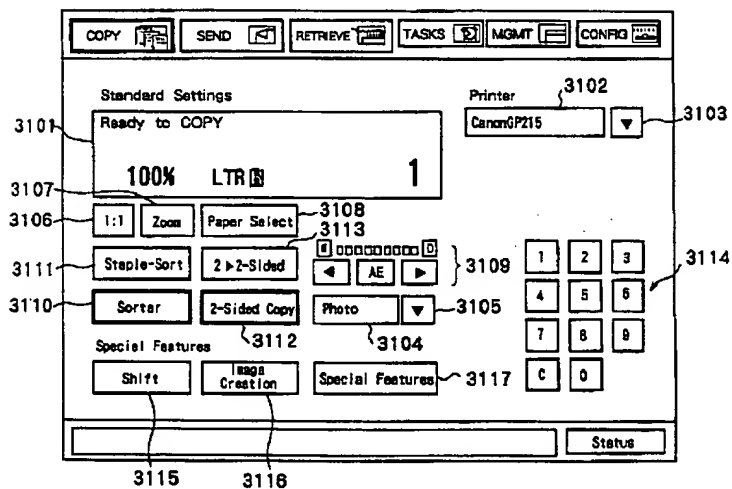 COPY SEND RETRIEVE TASKS MGMT CONFIG
3102
Standard Settings Printer
3101 Ready to COPY CanonGP215 ▼ 3103
100% LTR 1
3107
3106 1:1 Zoom Paper Select 3108
3113
3111 Staple-Sort 2▶2-Sided ◀ AE ▶ 3109 1 2 3 3114
3110 Sorter 2-Sided Copy Photo ▼ 3105 4 5 6
3112 3104 7 8 9
Special Features
Shift Image Creation Special Features 3117 C 0
Status
3115 3116